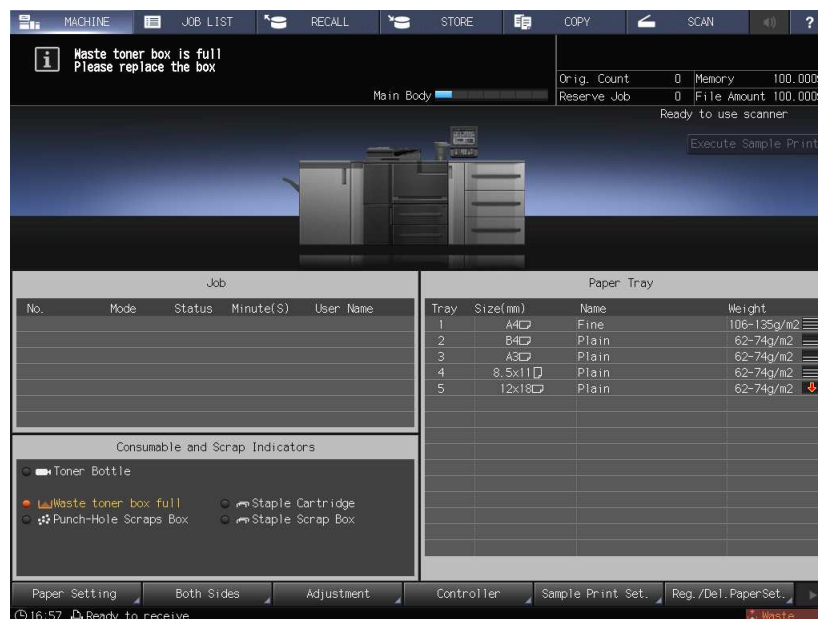 MACHINE JOB LIST RECALL STORE COPY SCAN ?
i Waste toner box is full
Please replace the box
Main Body
Orig. Count 0 Memory 100.000
Reserve Job 0 File Amount 100.000
Ready to use scanner
Execute Sample Print
Job
No. Mode Status Minute(S) User Name
Paper Tray
Tray Size(mm) Name Weight
1 A4 Fine 106-135g/m2
2 B4 Plain 62-74g/m2
3 A3 Plain 62-74g/m2
4 8.5x11 Plain 62-74g/m2
5 12x18 Plain 62-74g/m2
Consumable and Scrap Indicators
Toner Bottle
Waste toner box full Staple Cartridge
Punch-Hole Scraps Box Staple Scrap Box
Paper Setting Both Sides Adjustment Controller Sample Print Set. Reg./Del.PaperSet.
16:57 Ready to receive Waste